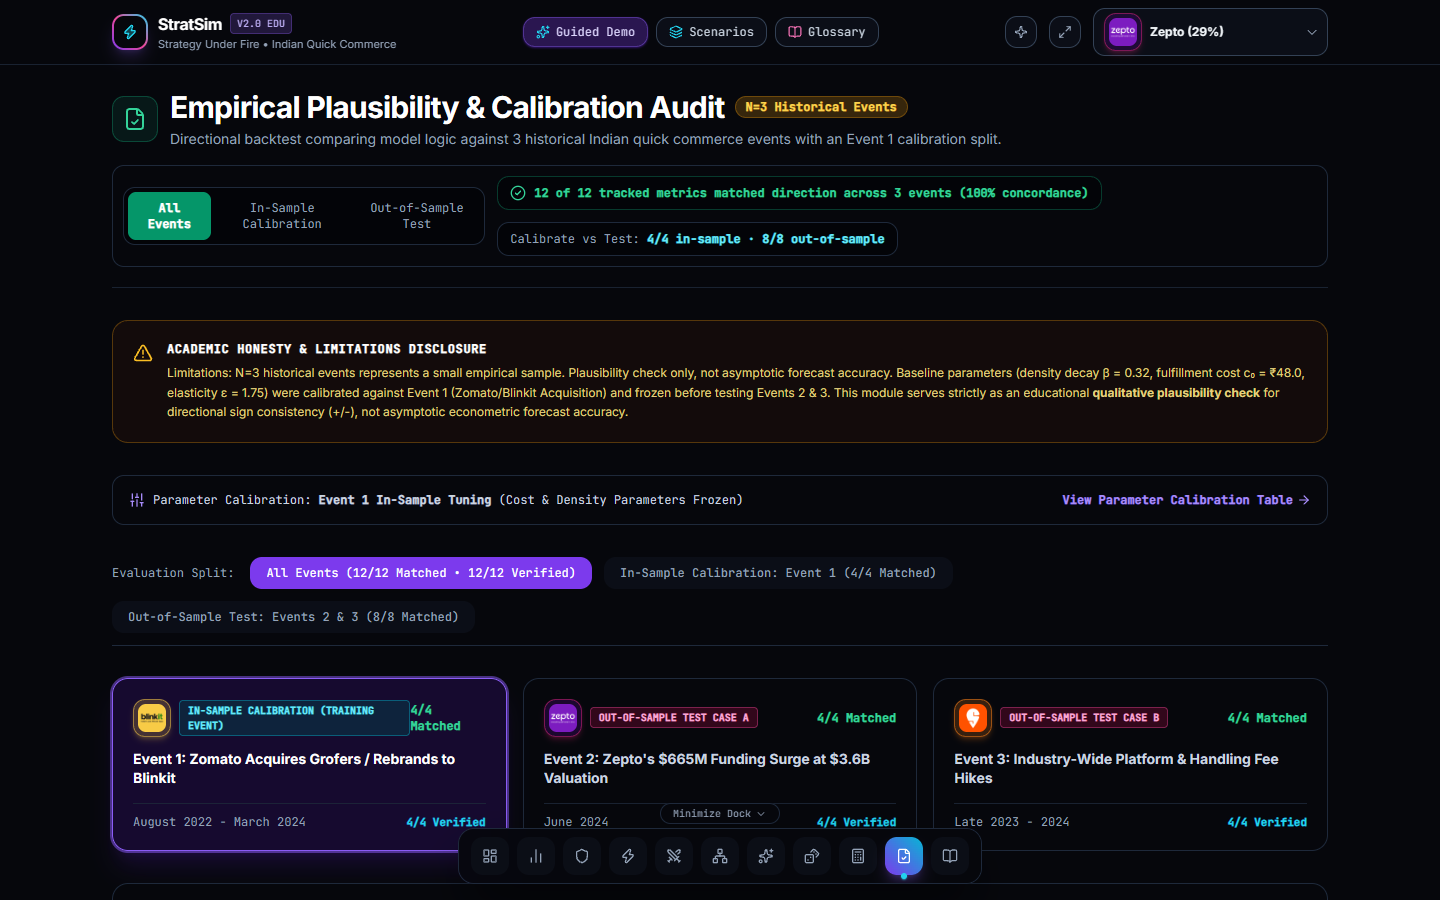 StratSim V2.0 EDU
Strategy Under Fire • Indian Quick Commerce
Guided Demo
Scenarios
Glossary
zepto
Zepto (29%)
Empirical Plausibility & Calibration Audit
N=3 Historical Events
Directional backtest comparing model logic against 3 historical Indian quick commerce events with an Event 1 calibration split.
All
Events
In-Sample
Calibration
Out-of-Sample
Test
12 of 12 tracked metrics matched direction across 3 events (100% concordance)
Calibrate vs Test: 4/4 in-sample · 8/8 out-of-sample
ACADEMIC HONESTY & LIMITATIONS DISCLOSURE
Limitations: N=3 historical events represents a small empirical sample. Plausibility check only, not asymptotic forecast accuracy. Baseline parameters (density decay β = 0.32, fulfillment cost c₀ = ₹48.0,
elasticity ε = 1.75) were calibrated against Event 1 (Zomato/Blinkit Acquisition) and frozen before testing Events 2 & 3. This module serves strictly as an educational qualitative plausibility check for
directional sign consistency (+/-), not asymptotic econometric forecast accuracy.
Parameter Calibration: Event 1 In-Sample Tuning (Cost & Density Parameters Frozen)
View Parameter Calibration Table →
Evaluation Split:
All Events (12/12 Matched • 12/12 Verified)
In-Sample Calibration: Event 1 (4/4 Matched)
Out-of-Sample Test: Events 2 & 3 (8/8 Matched)
blinkit
IN-SAMPLE CALIBRATION (TRAINING
EVENT)
4/4
Matched
Event 1: Zomato Acquires Grofers / Rebrands to
Blinkit
August 2022 - March 2024
4/4 Verified
zepto
OUT-OF-SAMPLE TEST CASE A
4/4 Matched
Event 2: Zepto's $665M Funding Surge at $3.6B
Valuation
June 2024
4/4 Verified
OUT-OF-SAMPLE TEST CASE B
4/4 Matched
Event 3: Industry-Wide Platform & Handling Fee
Hikes
Late 2023 - 2024
4/4 Verified
Minimize Dock